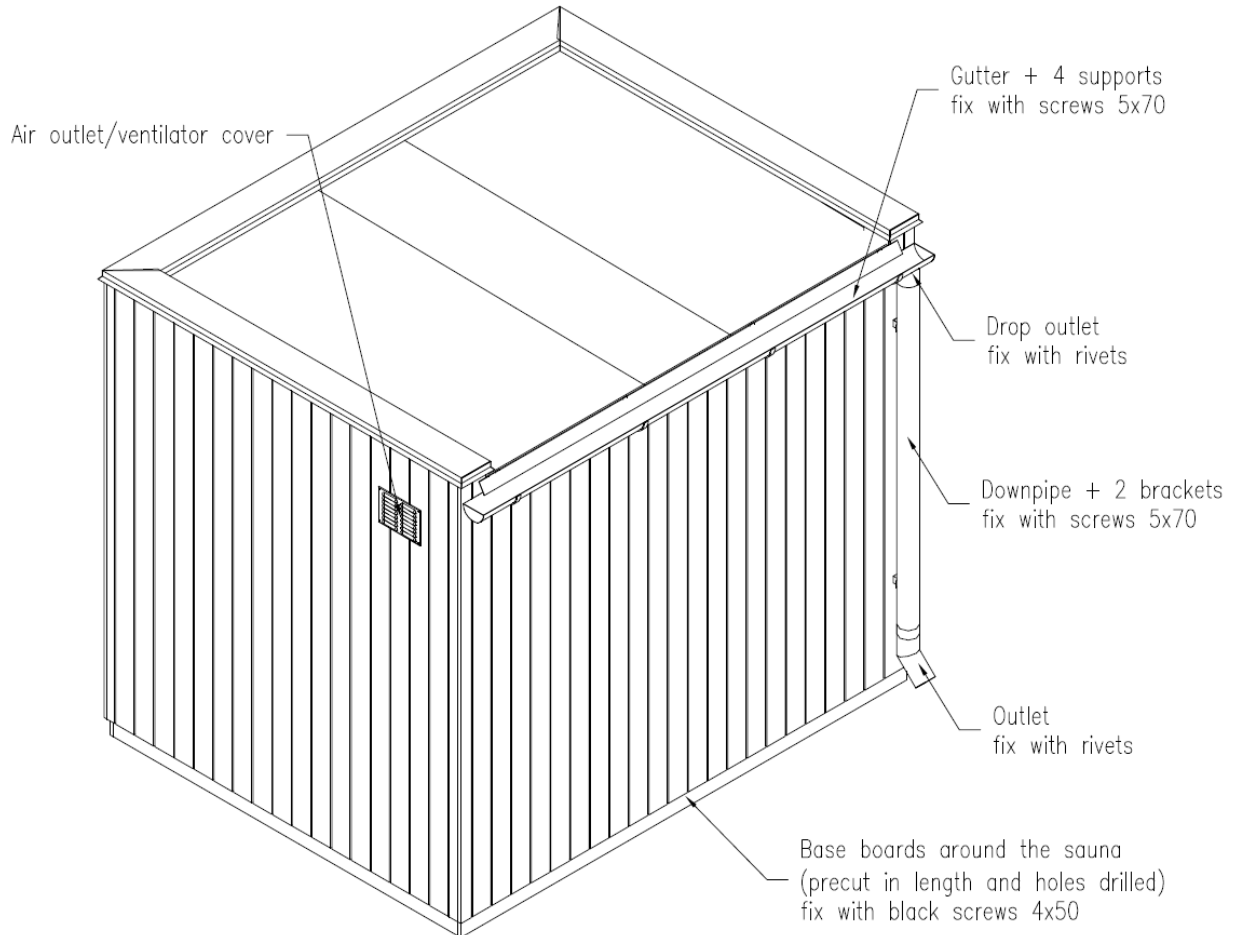 Gutter + 4 supports
fix with screws 5x70
Air outlet/ventilator cover
Drop outlet
fix with rivets
Downpipe + 2 brackets
fix with screws 5x70
Outlet
fix with rivets
Base boards around the sauna
(precut in length and holes drilled)
fix with black screws 4x50